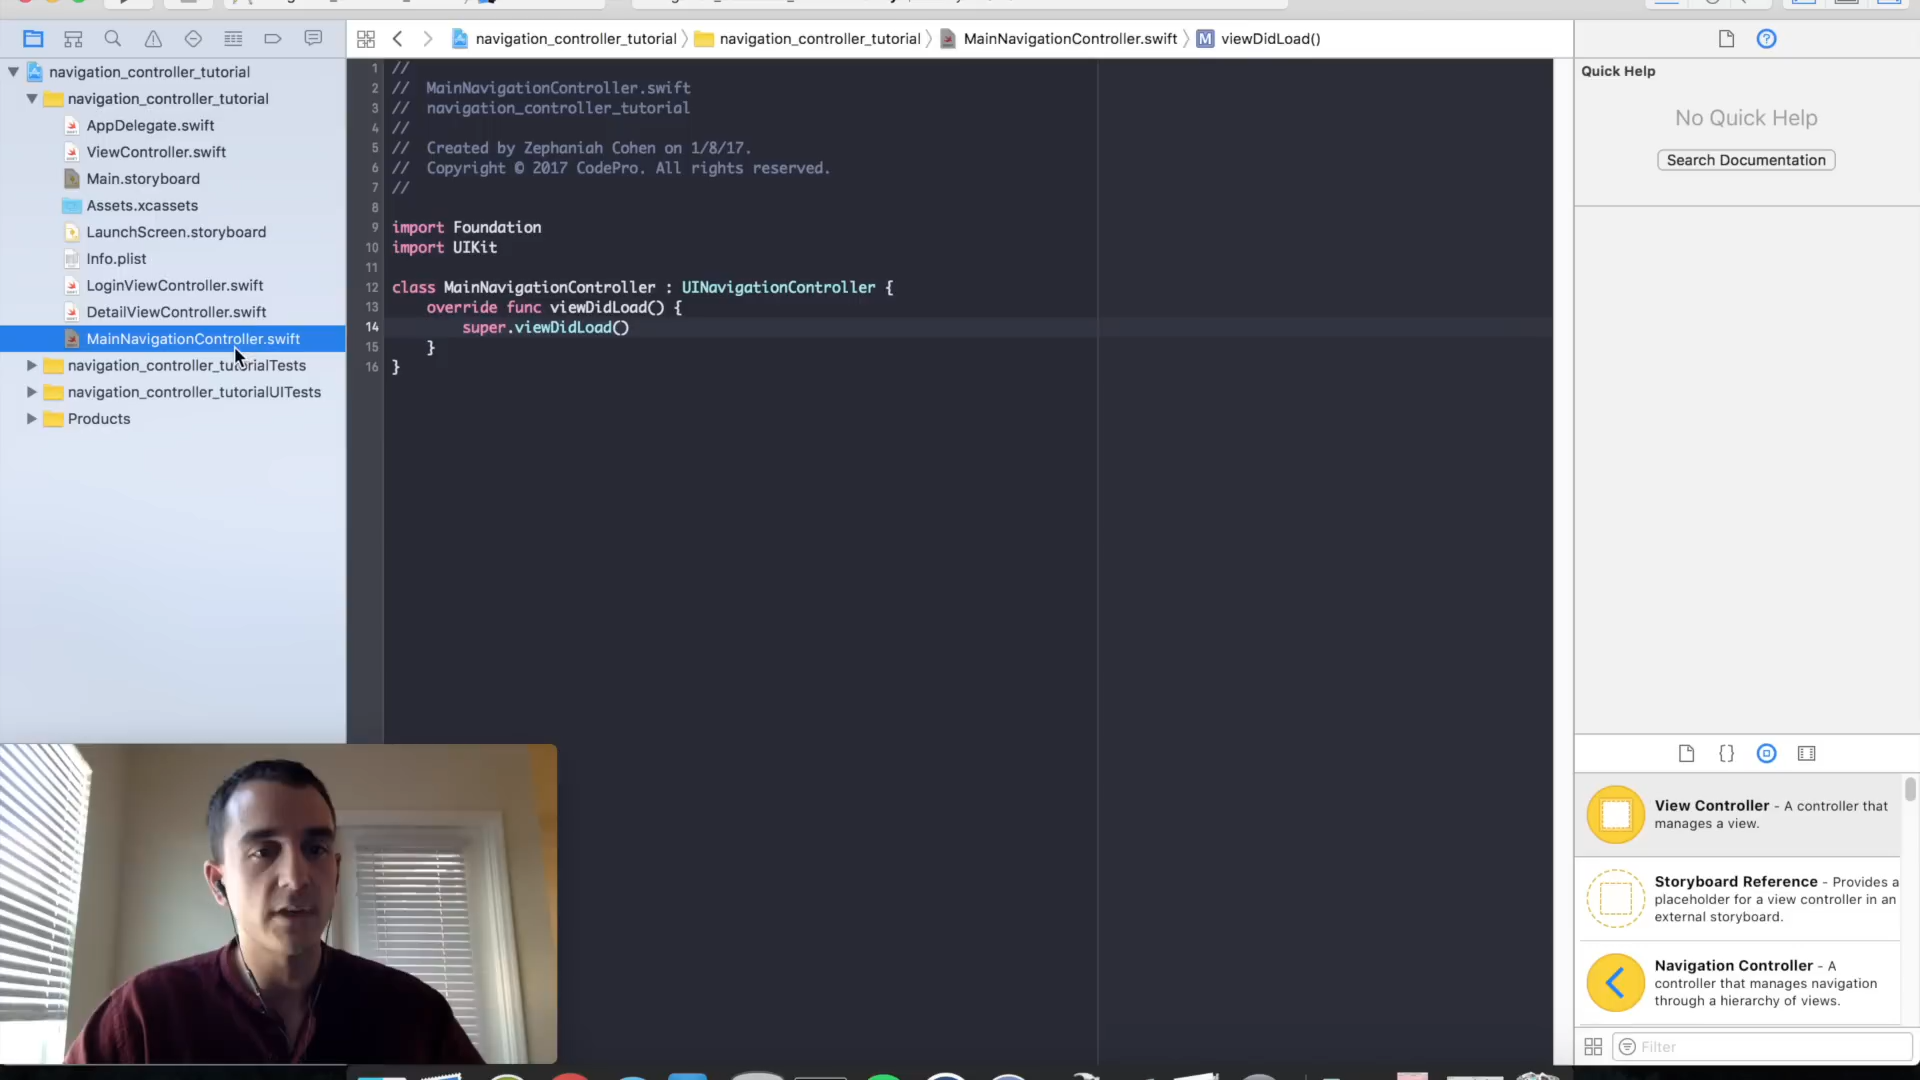 navigation_controller_tutorial
navigation_controller_tutorial
AppDelegate.swift
ViewController.swift
Main.storyboard
Assets.xcassets
LaunchScreen.storyboard
Info.plist
LoginViewController.swift
DetailViewController.swift
MainNavigationController.swift
navigation_controller_tutorialTests
navigation_controller_tutorialUITests
Products
navigation_controller_tutorial navigation_controller_tutorial MainNavigationController.swift M viewDidLoad()
1 //
2 // MainNavigationController.swift
3 // navigation_controller_tutorial
4 //
5 // Created by Zephaniah Cohen on 1/8/17.
6 // Copyright © 2017 CodePro. All rights reserved.
7 //
8
9 import Foundation
10 import UIKit
11
12 class MainNavigationController : UINavigationController {
13 override func viewDidLoad() {
14 super.viewDidLoad()
15 }
16 }
Quick Help
No Quick Help
Search Documentation
View Controller - A controller that
manages a view.
Storyboard Reference - Provides a
placeholder for a view controller in an
external storyboard.
Navigation Controller - A
controller that manages navigation
through a hierarchy of views.
Filter